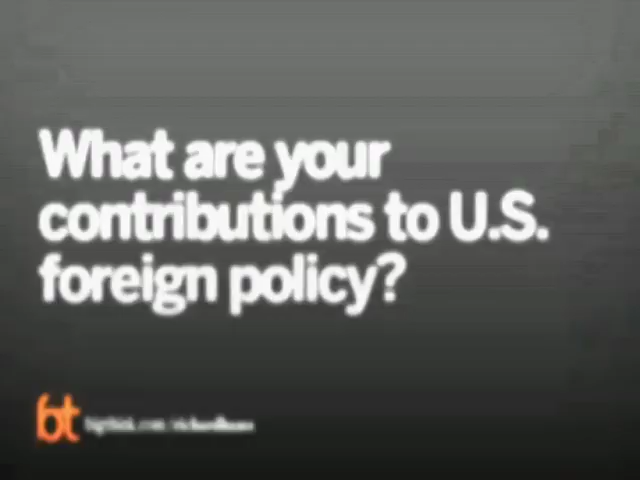 What are your
contributions to U.S.
foreign policy?
bt